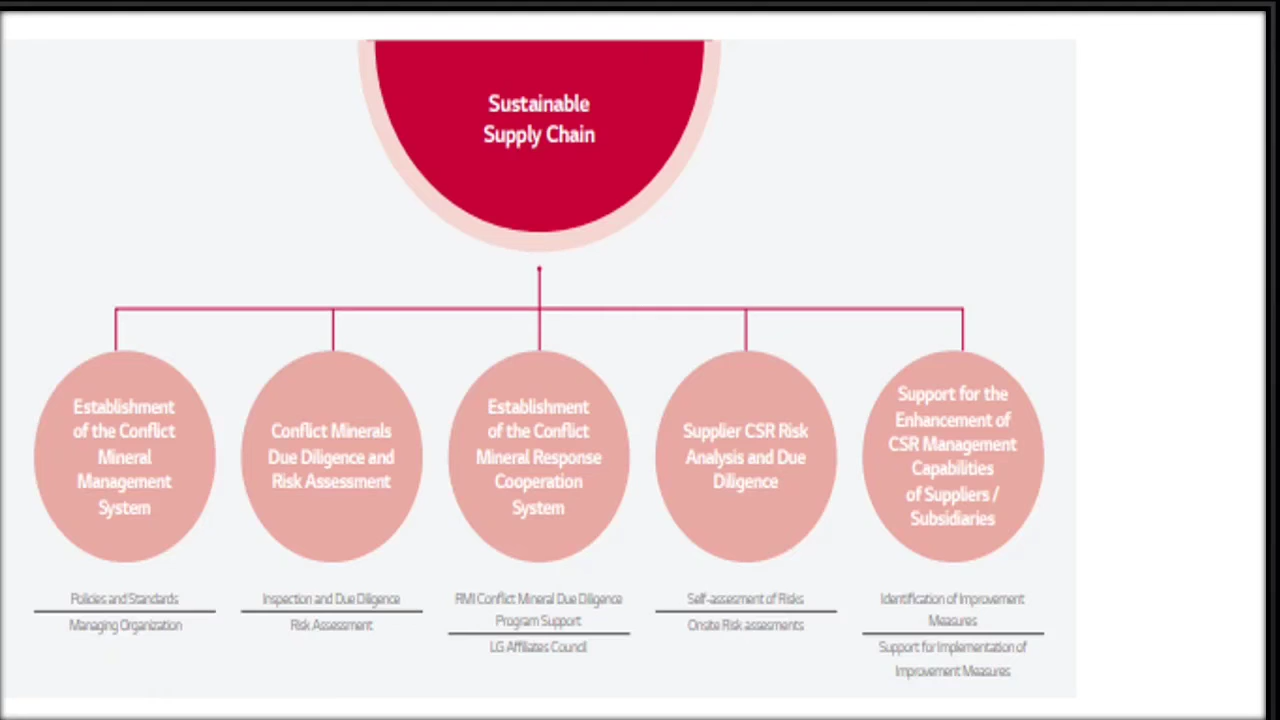 Sustainable
Supply Chain
Establishment
of the Conflict
Mineral
Management
System
Conflict Minerals
Due Diligence and
Risk Assessment
Establishment
of the Conflict
Mineral Response
Cooperation
System
Supplier CSR Risk
Analysis and Due
Diligence
Support for the
Enhancement of
CSR Management
Capabilities
of Suppliers /
Subsidiaries
Policies and Standards
Managing Organization
Inspection and Due Diligence
Risk Assessment
RMI Conflict Mineral Due Diligence
Program Support
LG Affiliates Council
Self-assesment of Risks
Onsite Risk assesments
Identification of Improvement
Measures
Support for Implementation of
Improvement Measures